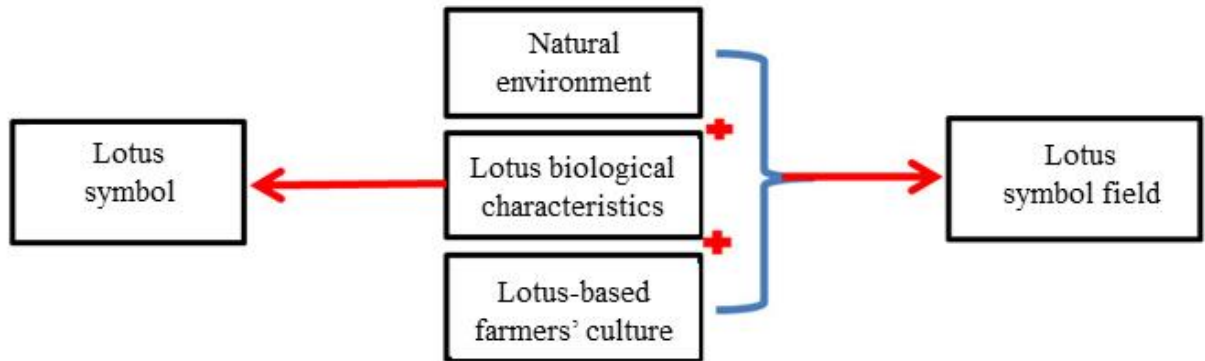 Natural
environment
Lotus
symbol
Lotus biological
characteristics
Lotus
symbol field
Lotus-based
farmers’ culture